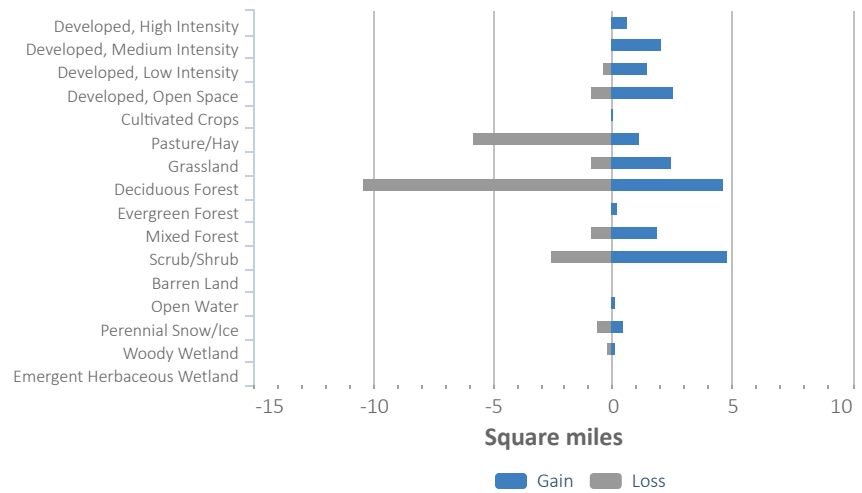 Developed, High Intensity
Developed, Medium Intensity
Developed, Low Intensity
Developed, Open Space
Cultivated Crops
Pasture/Hay
Grassland
Deciduous Forest
Evergreen Forest
Mixed Forest
Scrub/Shrub
Barren Land
Open Water
Perennial Snow/Ice
Woody Wetland
Emergent Herbaceous Wetland
-15 -10 -5 0 5 10
Square miles
Gain Loss